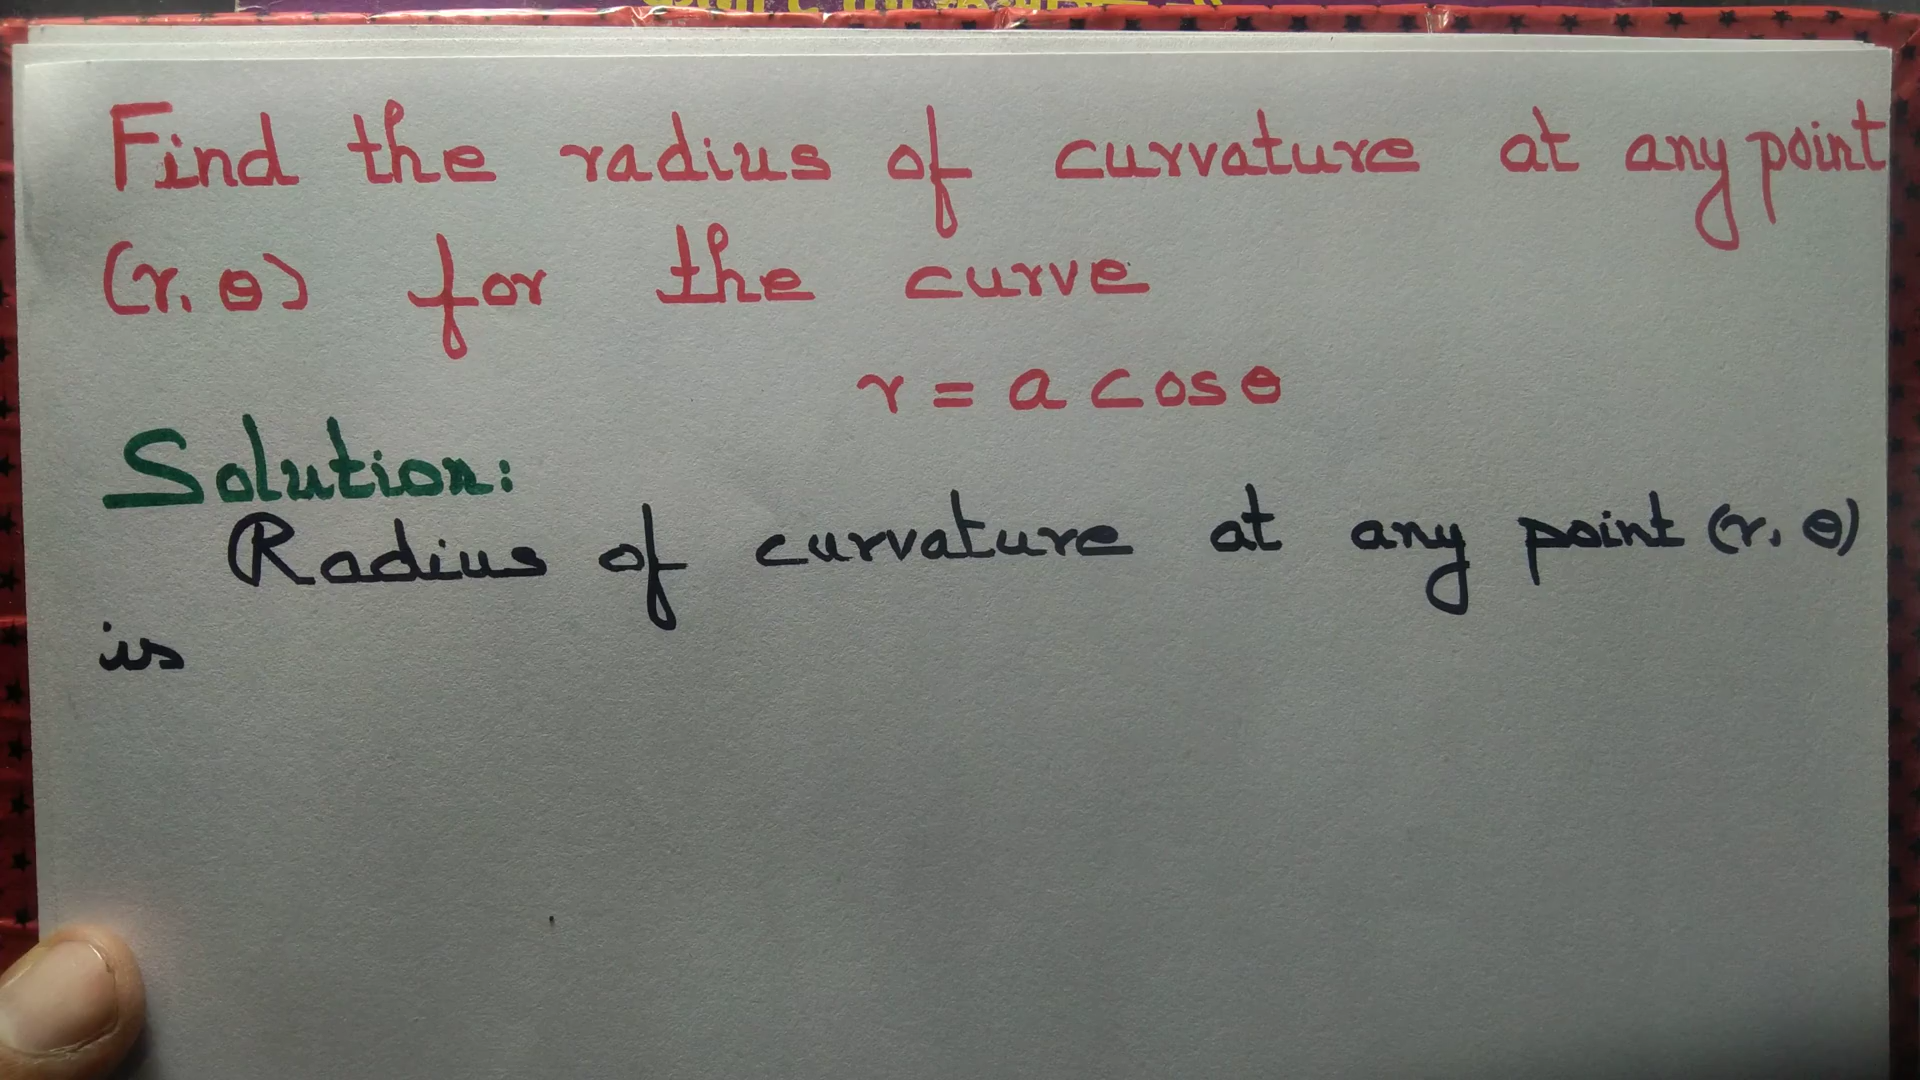 Find the radius of curvature at any point
(r, θ) for the curve
r = a cos θ
Solution:
Radius of curvature at any point (r, θ)
is